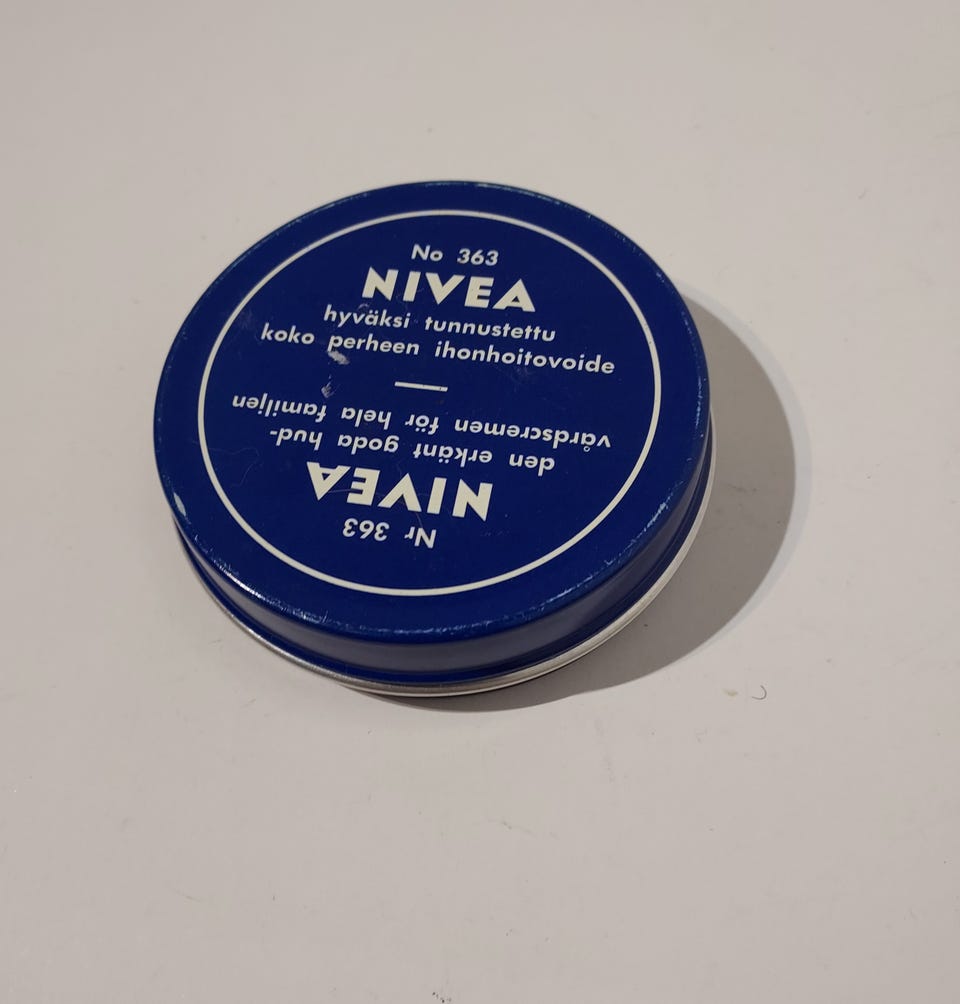 No 363
NIVEA
hyväksi tunnustettu
koko perheen ihonhoitovoide
Nr 363
NIVEA
den erkänt goda hud-
vårdscremen för hela familjen